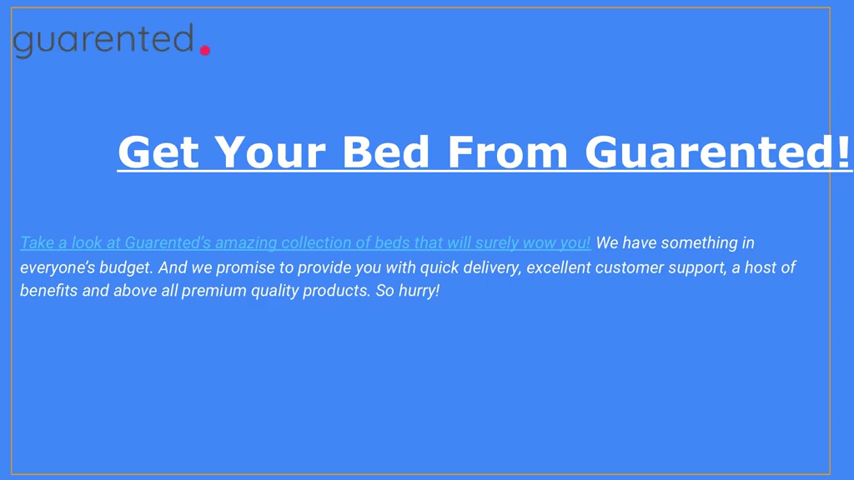 guarented.
Get Your Bed From Guarented!
Take a look at Guarented's amazing collection of beds that will surely wow you! We have something in
everyone's budget. And we promise to provide you with quick delivery, excellent customer support, a host of
benefits and above all premium quality products. So hurry!